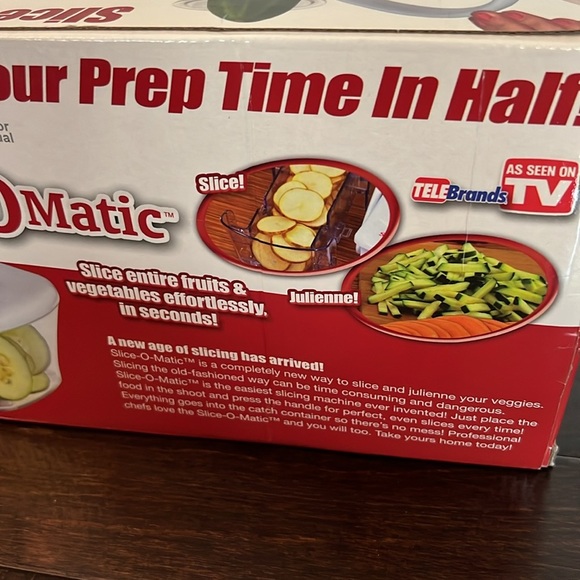 Slice
our Prep Time In Half!
or
al
Slice!
AS SEEN ON
TELEBrands TV
OMatic™
Slice entire fruits &
vegetables effortlessly,
in seconds!
Julienne!
A new age of slicing has arrived!
Slice-O-Matic™ is a completely new way to slice and julienne your veggies.
Slicing the old-fashioned way can be time consuming and dangerous.
Slice-O-Matic™ is the easiest slicing machine ever invented! Just place the
food in the shoot and press the handle for perfect, even slices every time!
Everything goes into the catch container so there's no mess! Professional
chefs love the Slice-O-Matic™ and you will too. Take yours home today!